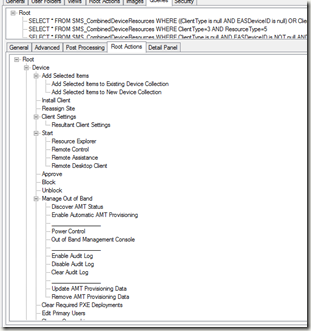 General User Folders Views Root Actions Images Queries Security
Root
SELECT * FROM SMS_CombinedDeviceResources WHERE ((ClientType is null AND EASDeviceID is null) OR Clien
SELECT * FROM SMS_CombinedDeviceResources WHERE ClientType=3 AND ResourceType=5
SELECT * FROM SMS_CombinedDeviceResources WHERE ClientType is null AND EASDeviceID is NOT null AN
General Advanced Post Processing Root Actions Detail Panel
Root
Device
Add Selected Items
Add Selected Items to Existing Device Collection
Add Selected Items to New Device Collection
Install Client
Reassign Site
Client Settings
Resultant Client Settings
Start
Resource Explorer
Remote Control
Remote Assistance
Remote Desktop Client
Approve
Block
Unblock
Manage Out of Band
Discover AMT Status
Enable Automatic AMT Provisioning
Power Control
Out of Band Management Console
Enable Audit Log
Disable Audit Log
Clear Audit Log
Update AMT Provisioning Data
Remove AMT Provisioning Data
Clear Required PXE Deployments
Edit Primary Users